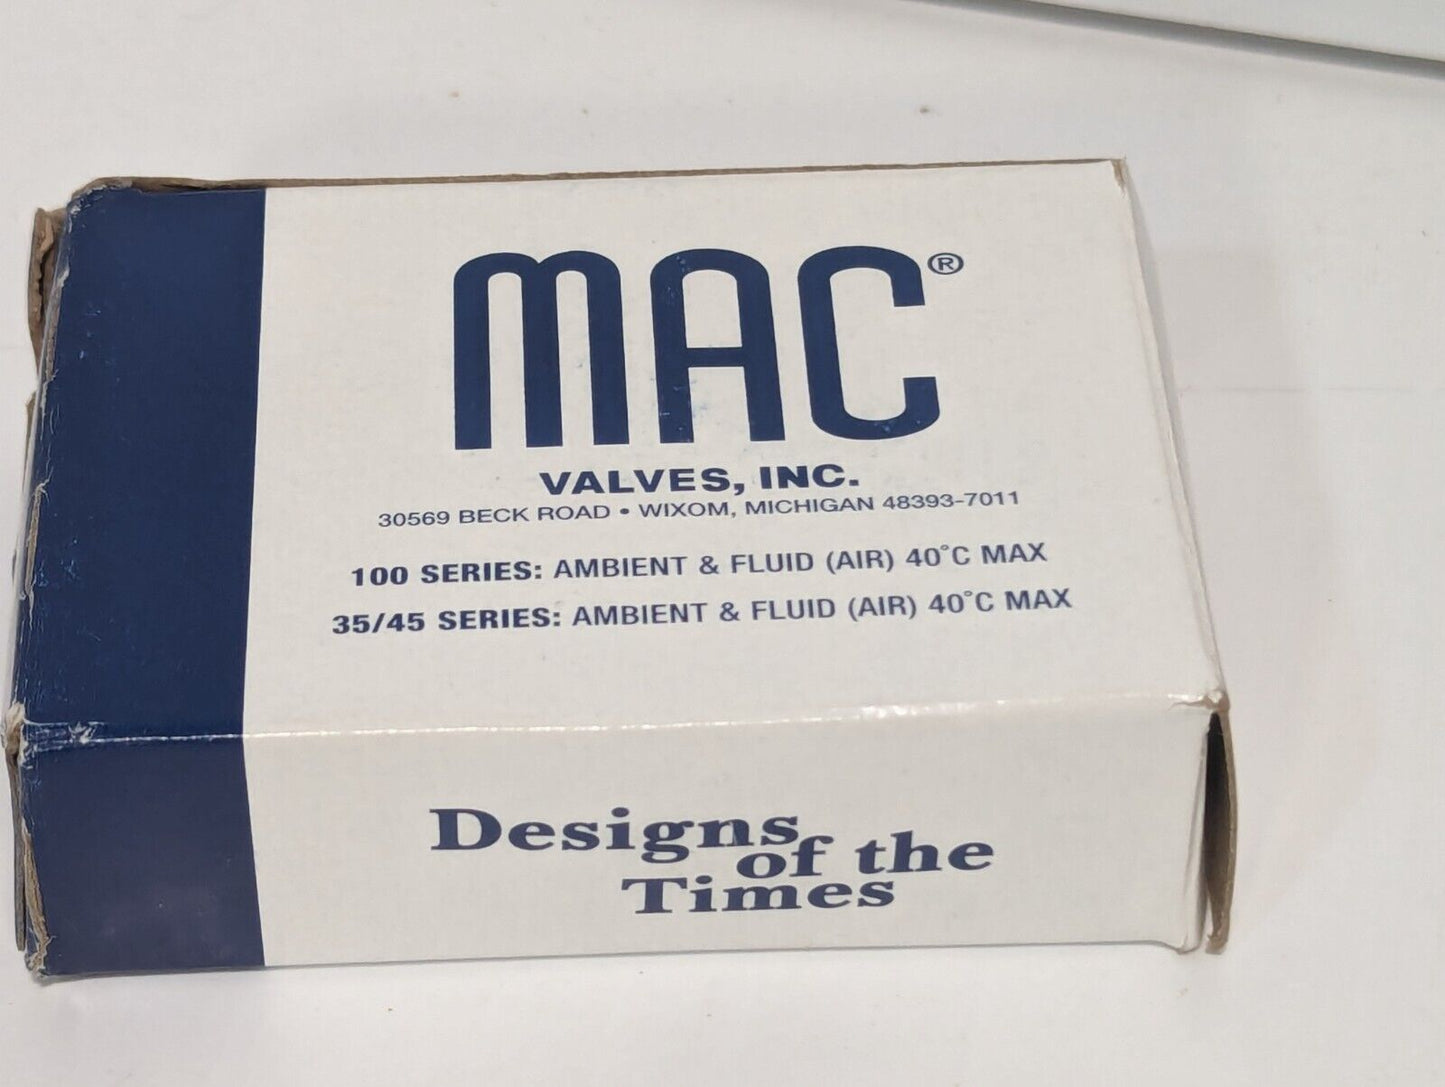 MAC®
VALVES, INC.
30569 BECK ROAD • WIXOM, MICHIGAN 48393-7011
100 SERIES: AMBIENT & FLUID (AIR) 40°C MAX
35/45 SERIES: AMBIENT & FLUID (AIR) 40°C MAX
Designs
of the
Times